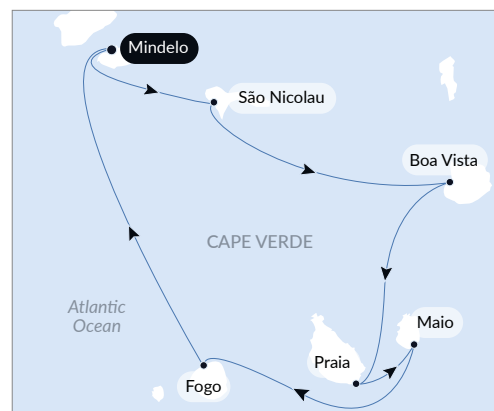 Mindelo
São Nicolau
Boa Vista
CAPE VERDE
Atlantic
Ocean
Maio
Praia
Fogo